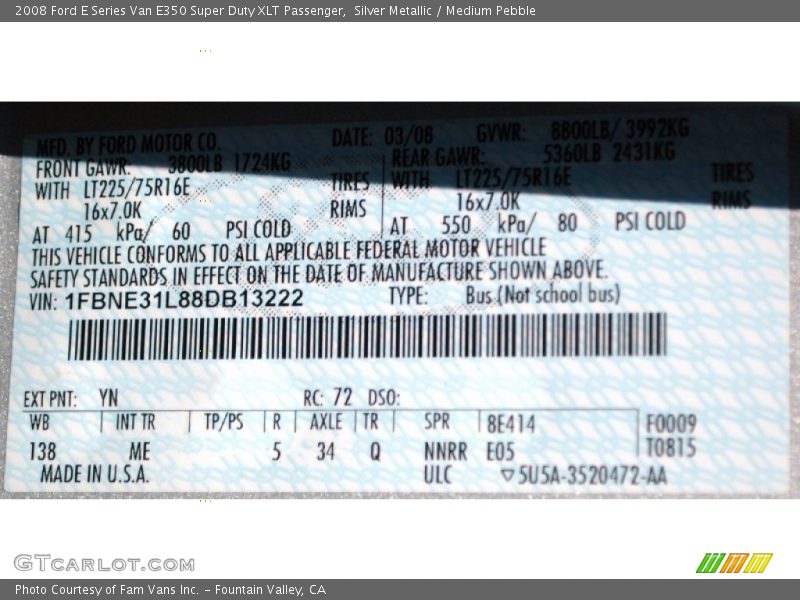 2008 Ford E Series Van E350 Super Duty XLT Passenger,  Silver Metallic / Medium Pebble
MFD. BY FORD MOTOR CO. DATE: 03/08 GVWR: 8800LB/ 3992KG
FRONT GAWR: 3800LB 1724KG REAR GAWR: 5360LB 2431KG
WITH LT225/75R16E TIRES WITH LT225/75R16E TIRES
16x7.0K RIMS 16x7.0K RIMS
AT 415 kPa/ 60 PSI COLD AT 550 kPa/ 80 PSI COLD
THIS VEHICLE CONFORMS TO ALL APPLICABLE FEDERAL MOTOR VEHICLE
SAFETY STANDARDS IN EFFECT ON THE DATE OF MANUFACTURE SHOWN ABOVE.
VIN: 1FBNE31L88DB13222 TYPE: Bus (Not school bus)
EXT PNT: YN RC: 72 DSO:
WB INT TR TP/PS R AXLE TR SPR 8E414 F0009
138 ME 5 34 Q NNRR E05 T0815
MADE IN U.S.A. ULC 5U5A-3520472-AA
GTCARLOT.COM
Photo Courtesy of Fam Vans Inc. - Fountain Valley, CA